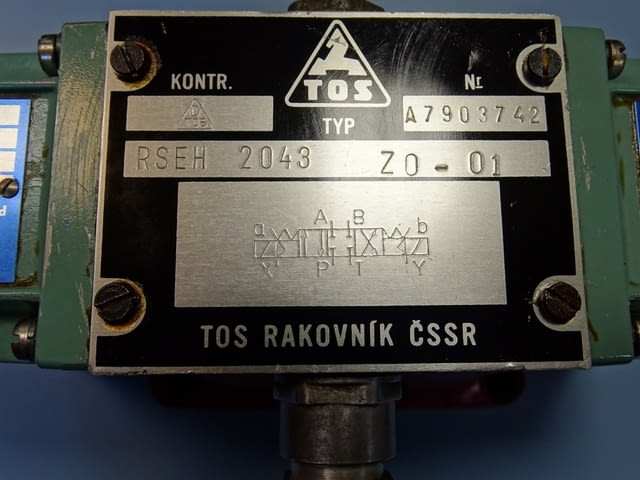 TOS
KONTR.
Nr
TYP
A7903742
RSEH 2043 ZO-01
A B
a b
X P T Y
TOS RAKOVNÍK ČSSR